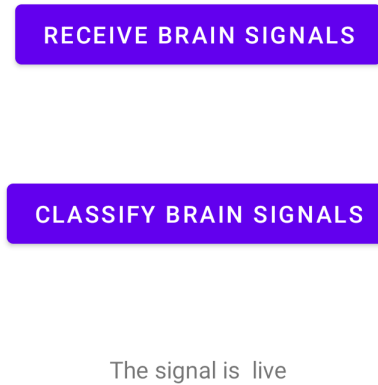 RECEIVE BRAIN SIGNALS
CLASSIFY BRAIN SIGNALS
The signal is  live